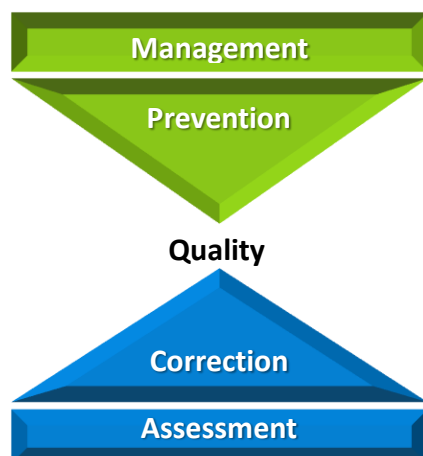 Management
Prevention
Quality
Correction
Assessment